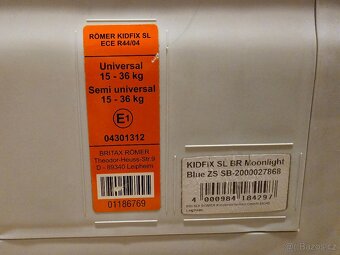 RÖMER KIDFIX SL
ECE R44/04
Universal
15 - 36 kg
Semi universal
15 - 36 kg
E1
04301312
BRITAX RÖMER
Theodor-Heuss-Str.9
D - 89340 Leipheim
01186769
KIDFIX SL BR Moonlight
Blue ZS SB-2000027868
4 000984 184297 >
Leipheim
Bazoš.cz